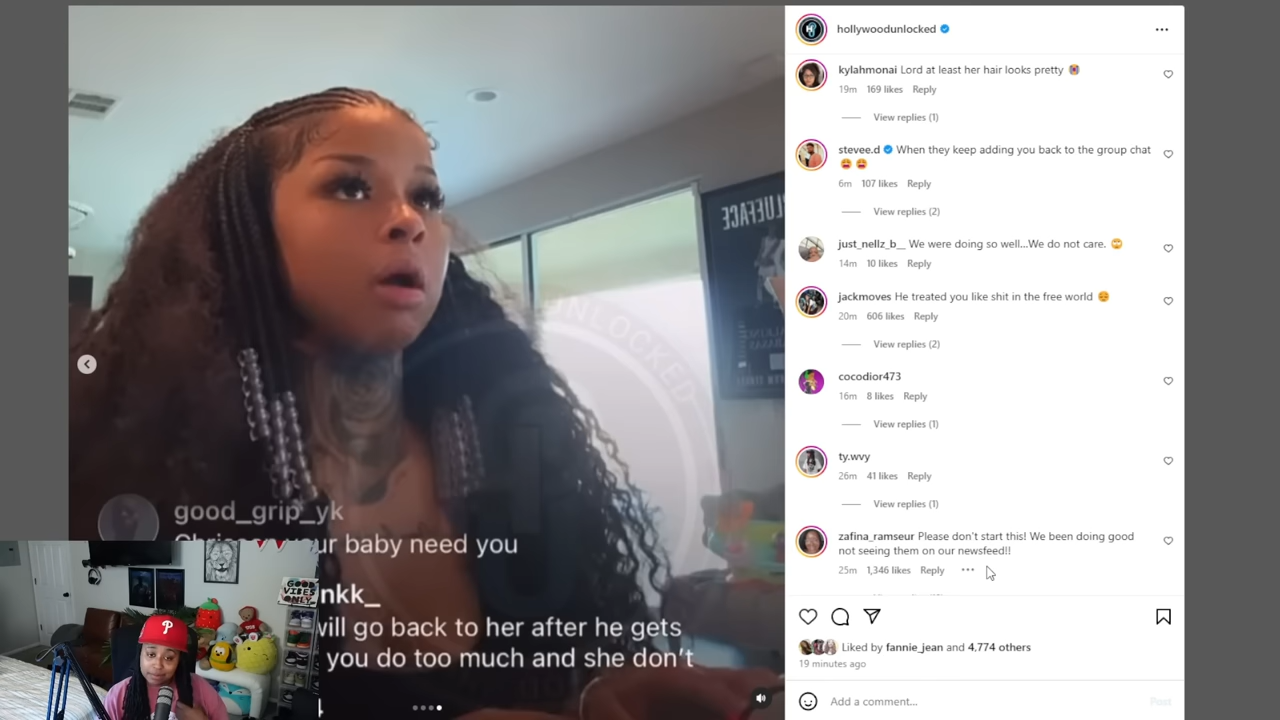 hollywoodunlocked
kylahmonai Lord at least her hair looks pretty 😭
19m 169 likes Reply
View replies (1)
stevee.d When they keep adding you back to the group chat
😩 😩
6m 107 likes Reply
View replies (2)
just_nellz_b__ We were doing so well...We do not care. 🙄
14m 10 likes Reply
jackmoves He treated you like shit in the free world 😌
20m 606 likes Reply
View replies (2)
cocodior473
16m 8 likes Reply
View replies (1)
ty.wvy
26m 41 likes Reply
View replies (1)
zafina_ramseur Please don't start this! We been doing good
not seeing them on our newsfeed!!
25m 1,346 likes Reply
Liked by fannie_jean and 4,774 others
19 minutes ago
Add a comment...
Post
BLUEFACE
UNLOCKED
good_grip_yk
your baby need you
nkk_
will go back to her after he gets
you do too much and she don't
GOOD
VIBES
ONLY
P